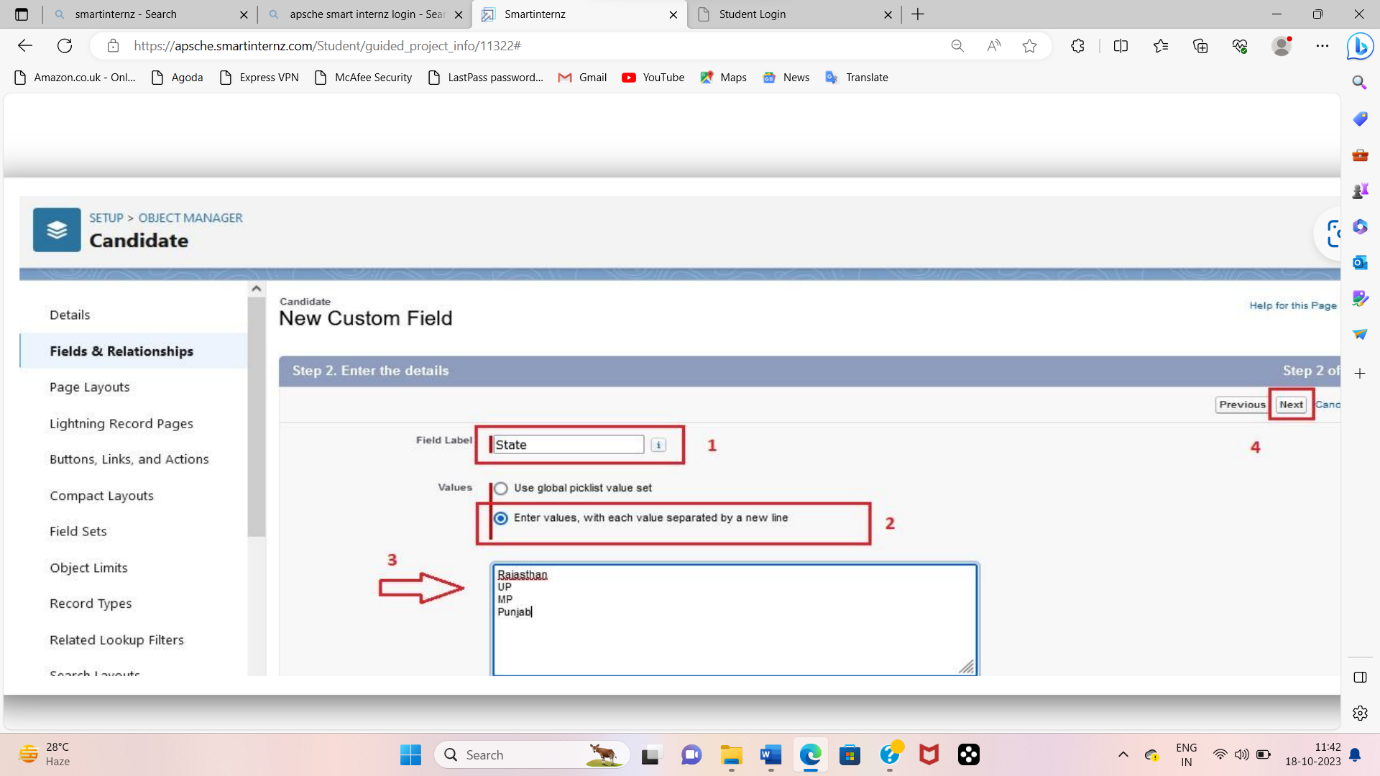 smartinternz - Search
apsche smart internz login - Sear
Smartinternz
Student Login
https://apsche.smartinternz.com/Student/guided_project_info/11322#
Amazon.co.uk - Onl...
Agoda
Express VPN
McAfee Security
LastPass password...
Gmail
YouTube
Maps
News
Translate
SETUP > OBJECT MANAGER
Candidate
Details
Fields & Relationships
Page Layouts
Lightning Record Pages
Buttons, Links, and Actions
Compact Layouts
Field Sets
Object Limits
Record Types
Related Lookup Filters
Search Layouts
Candidate
New Custom Field
Help for this Page
Step 2. Enter the details
Step 2 of
Previous
Next
Canc
4
Field Label
State
i
1
Values
Use global picklist value set
Enter values, with each value separated by a new line
2
3
Rajasthan
UP
MP
Punjab
28°C
Haze
Search
ENG
IN
11:42
18-10-2023